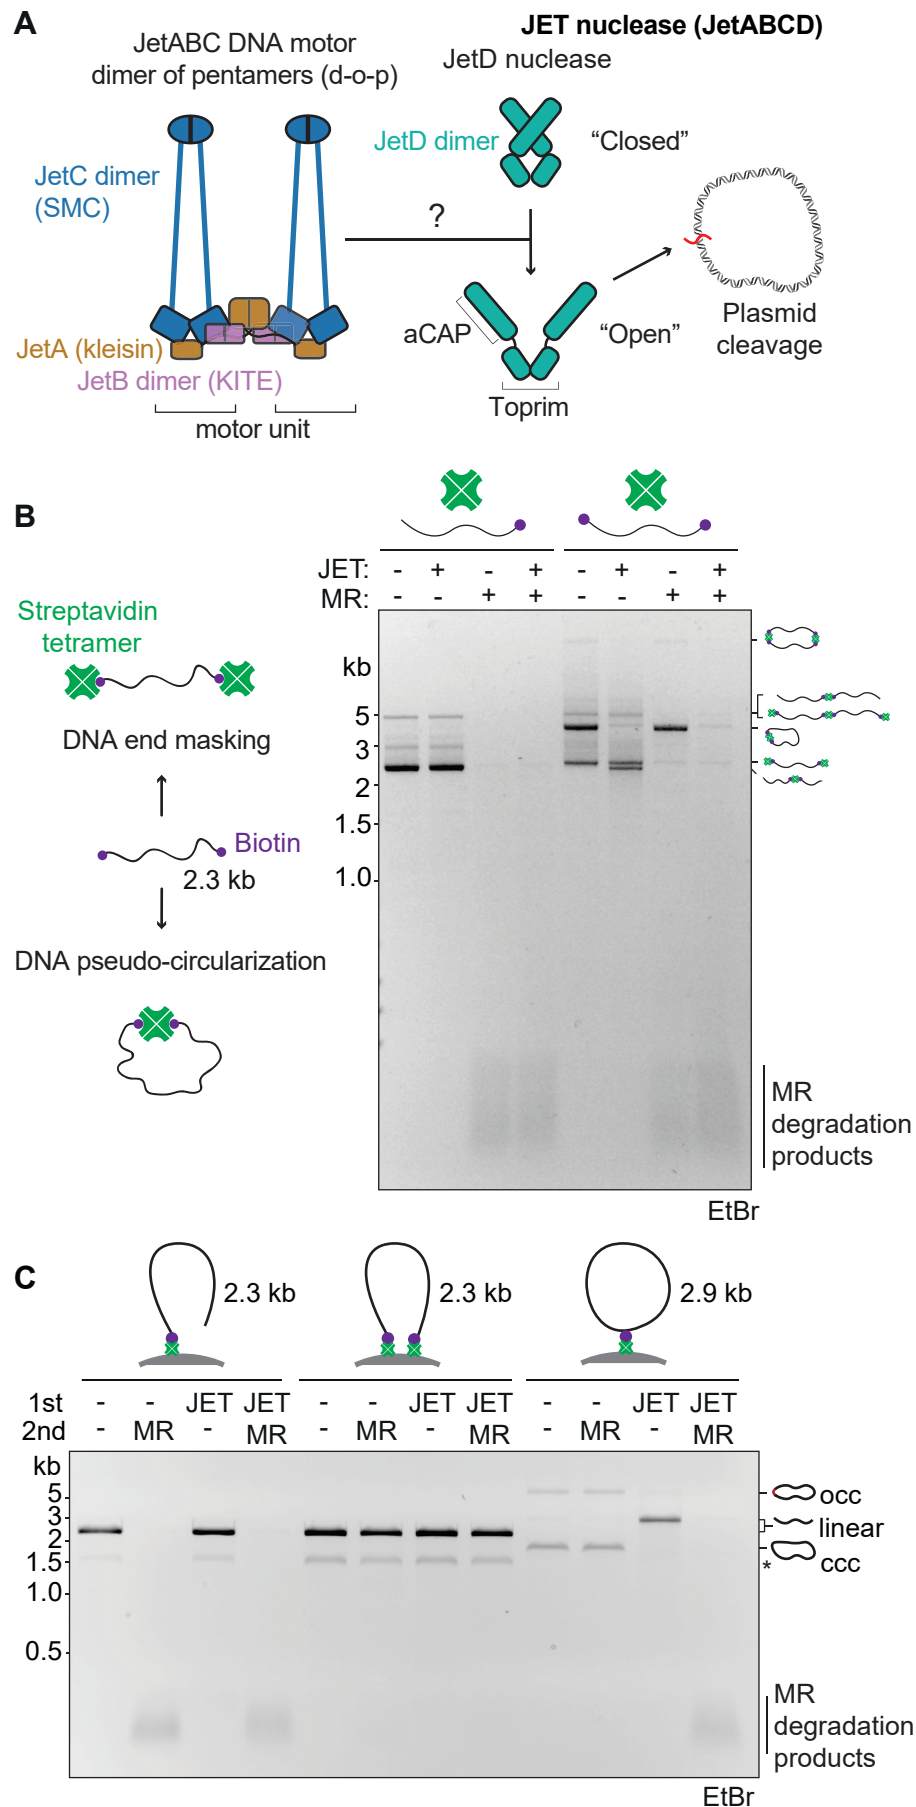 A
JET nuclease (JetABCD)
JetABC DNA motor
dimer of pentamers (d-o-p)
JetD nuclease
JetD dimer
“Closed”
JetC dimer
(SMC)
?
aCAP
“Open”
Plasmid
cleavage
JetA (kleisin)
JetB dimer (KITE)
Toprim
motor unit
B
JET: - + - + - + - +
MR: - - + + - - + +
Streptavidin
tetramer
kb
5
3
2
1.5
1.0
DNA end masking
Biotin
2.3 kb
DNA pseudo-circularization
MR
degradation
products
EtBr
C
2.3 kb
2.3 kb
2.9 kb
1st - - JET JET - - JET JET - - JET JET
2nd - MR - MR - MR - MR - MR - MR
kb
5
3
2
1.5
1.0
0.5
occ
linear
ccc
*
MR
degradation
products
EtBr